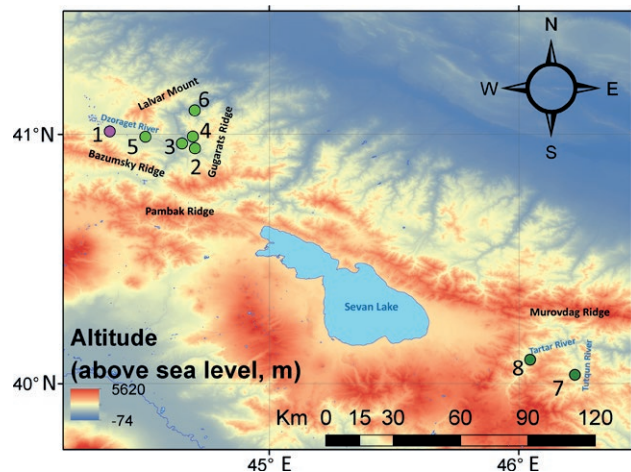 N
W E
S
Lalvar Mount
6
41° N
Dzoraget River
1
5
3
4
2
Gugarats Ridge
Bazumsky Ridge
Pambak Ridge
Sevan Lake
Murovdag Ridge
Tartar River
8
7
Tutqun River
40° N
Altitude
(above sea level, m)
5620
-74
Km 0 15 30 60 90 120
45° E
46° E